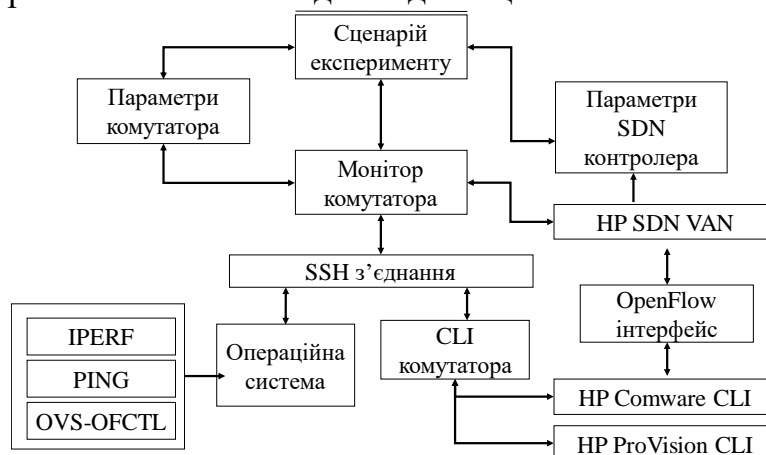 Сценарій
експерименту
Параметри
комутатора
Параметри
SDN
контролера
Монітор
комутатора
HP SDN VAN
SSH з’єднання
OpenFlow
інтерфейс
IPERF
PING
OVS-OFCTL
Операційна
система
CLI
комутатора
HP Comware CLI
HP ProVision CLI